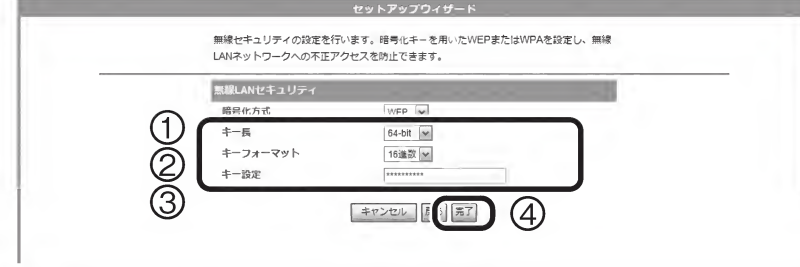 セットアップウィザード
無線セキュリティの設定を行います。暗号化キーを用いたWEPまたはWPAを設定し、無線
LANネットワークへの不正アクセスを防止できます。
無線LANセキュリティ
暗号化方式 WEP
① キー長 64-bit
② キーフォーマット 16進数
③ キー設定 **********
キャンセル 完了 ④